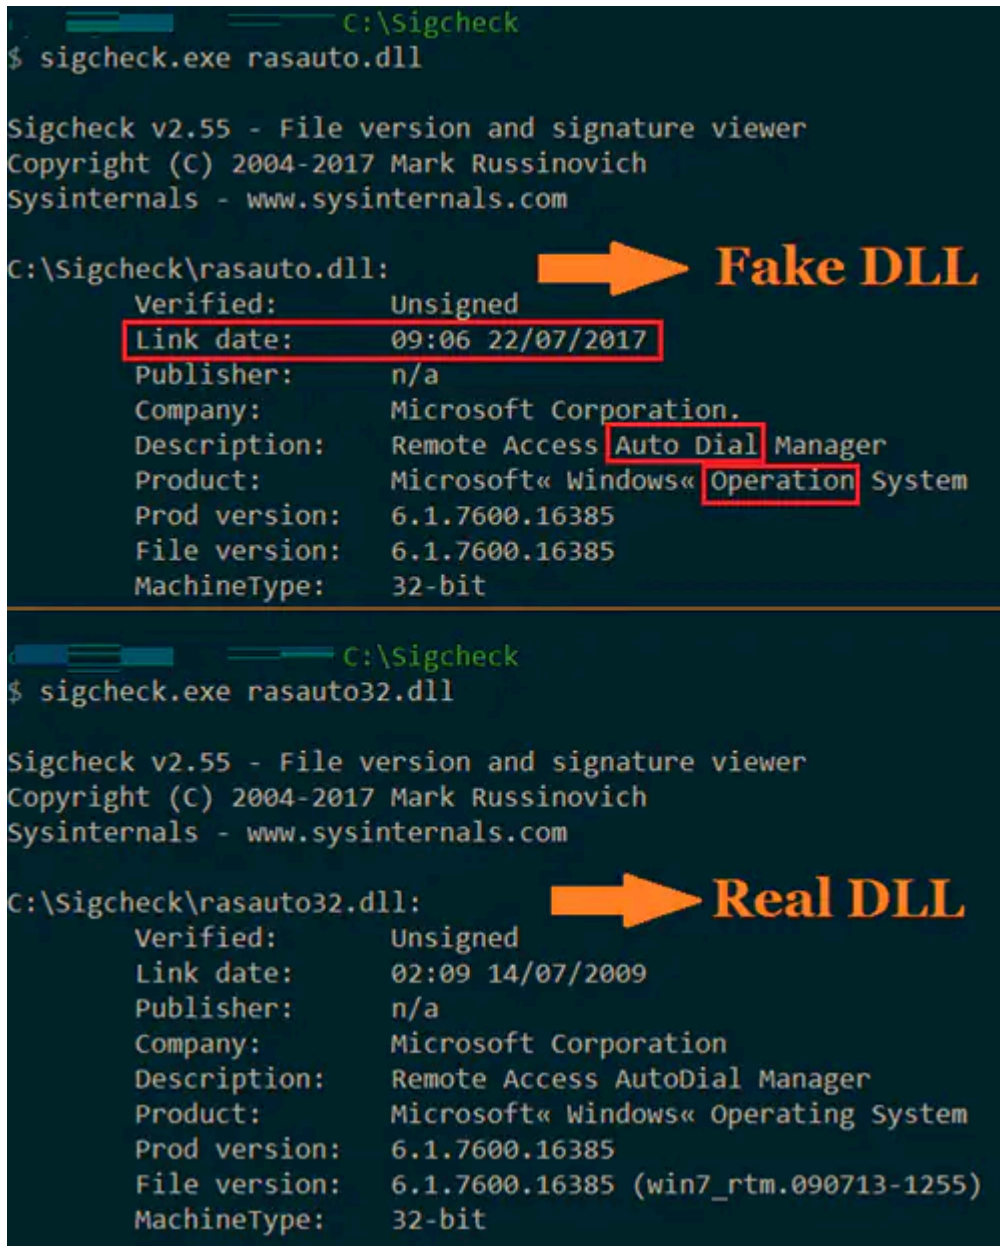 C:\Sigcheck
$ sigcheck.exe rasauto.dll
Sigcheck v2.55 - File version and signature viewer
Copyright (C) 2004-2017 Mark Russinovich
Sysinternals - www.sysinternals.com
C:\Sigcheck\rasauto.dll: Fake DLL
Verified: Unsigned
Link date: 09:06 22/07/2017
Publisher: n/a
Company: Microsoft Corporation.
Description: Remote Access Auto Dial Manager
Product: Microsoft« Windows« Operation System
Prod version: 6.1.7600.16385
File version: 6.1.7600.16385
MachineType: 32-bit
C:\Sigcheck
$ sigcheck.exe rasauto32.dll
Sigcheck v2.55 - File version and signature viewer
Copyright (C) 2004-2017 Mark Russinovich
Sysinternals - www.sysinternals.com
C:\Sigcheck\rasauto32.dll: Real DLL
Verified: Unsigned
Link date: 02:09 14/07/2009
Publisher: n/a
Company: Microsoft Corporation
Description: Remote Access AutoDial Manager
Product: Microsoft« Windows« Operating System
Prod version: 6.1.7600.16385
File version: 6.1.7600.16385 (win7_rtm.090713-1255)
MachineType: 32-bit